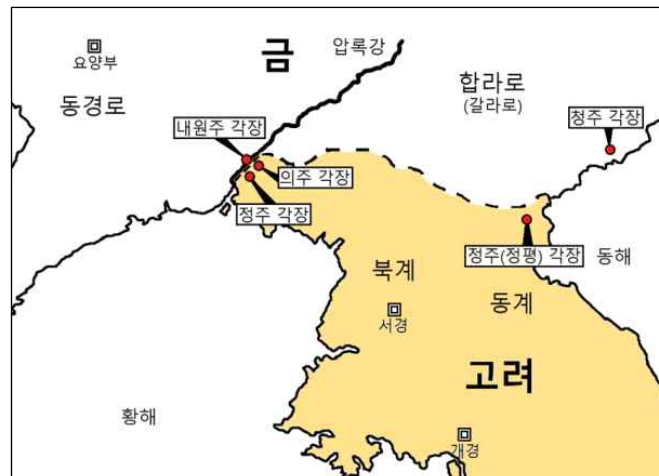 금
압록강
요양부
동경로
합라로
(갈라로)
청주 각장
내원주 각장
의주 각장
정주 각장
정주(정평) 각장
동해
북계
동계
서경
고려
황해
개경